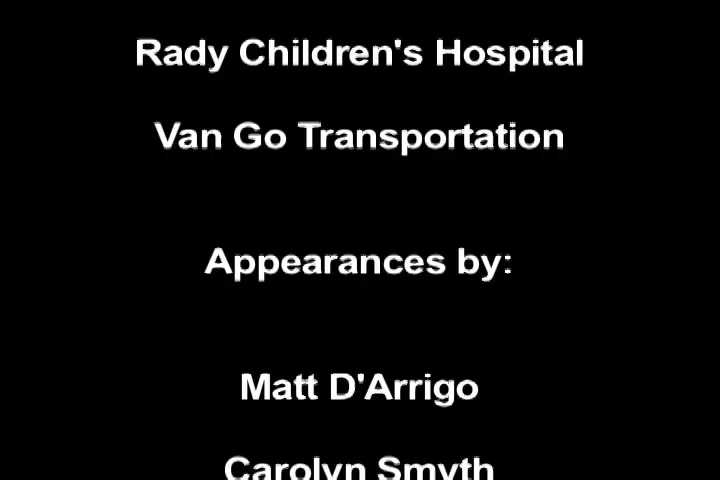 Rady Children's Hospital
Van Go Transportation
Appearances by:
Matt D'Arrigo
Carolyn Smyth